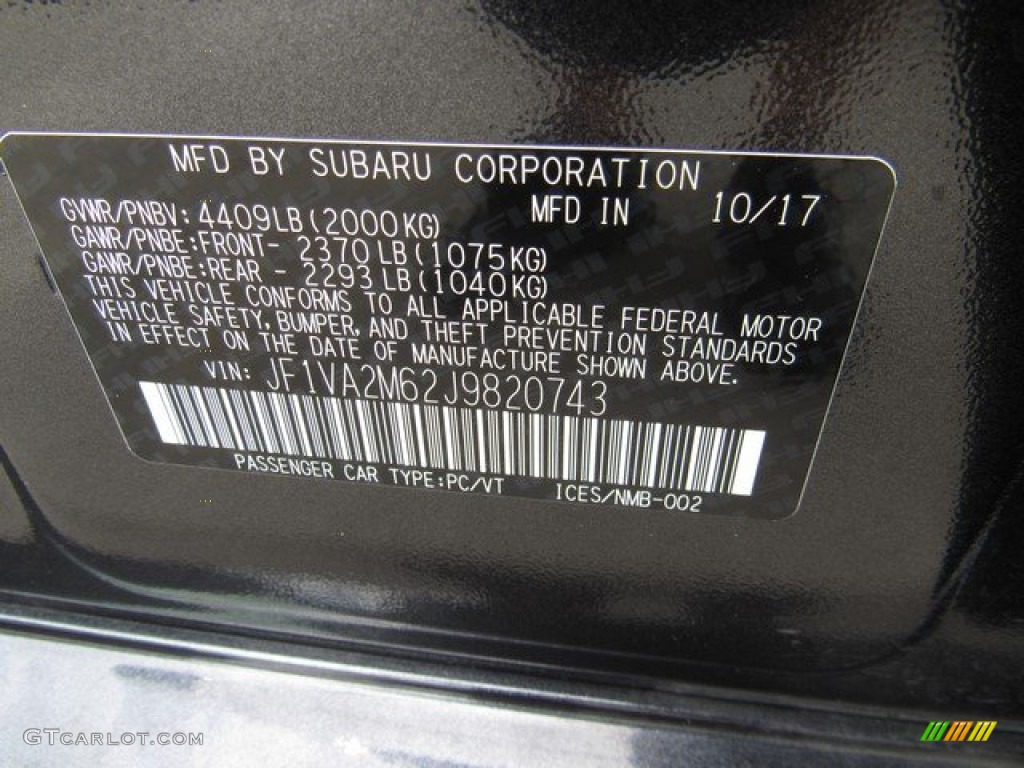 MFD BY SUBARU CORPORATION
GVWR/PNBV: 4409LB (2000KG) MFD IN 10/17
GAWR/PNBE: FRONT- 2370 LB (1075KG)
GAWR/PNBE: REAR - 2293 LB (1040KG)
THIS VEHICLE CONFORMS TO ALL APPLICABLE FEDERAL MOTOR
VEHICLE SAFETY, BUMPER, AND THEFT PREVENTION STANDARDS
IN EFFECT ON THE DATE OF MANUFACTURE SHOWN ABOVE.
VIN: JF1VA2M62J9820743
PASSENGER CAR TYPE:PC/VT ICES/NMB-002
GTCARLOT.COM